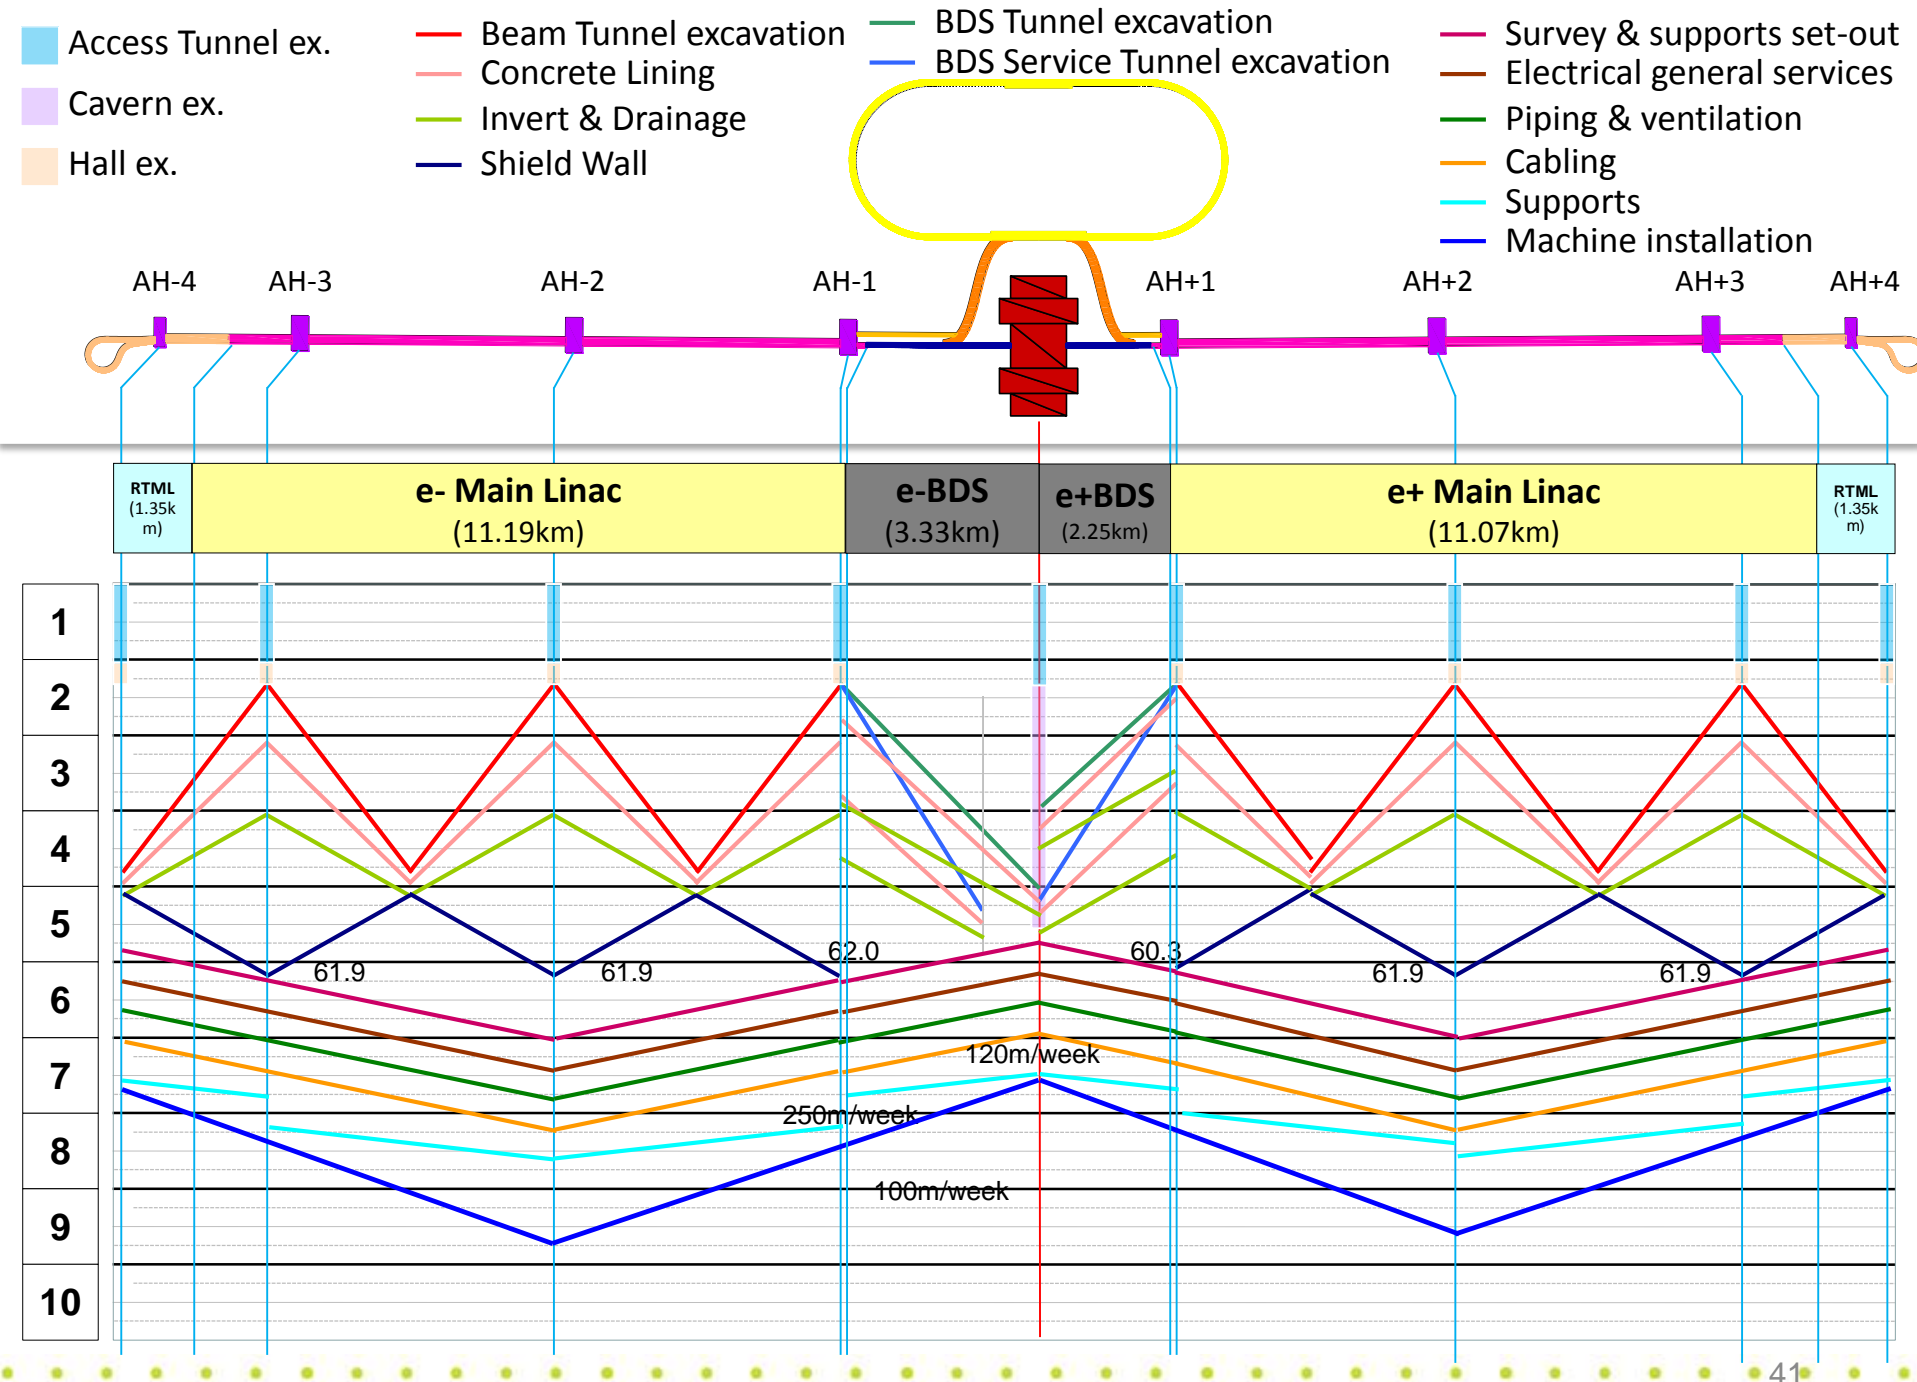 Access Tunnel ex.
Cavern ex.
Hall ex.
Beam Tunnel excavation
Concrete Lining
Invert & Drainage
Shield Wall
BDS Tunnel excavation
BDS Service Tunnel excavation
Survey & supports set-out
Electrical general services
Piping & ventilation
Cabling
Supports
Machine installation
AH-4 AH-3 AH-2 AH-1 AH+1 AH+2 AH+3 AH+4
RTML
(1.35k
m)
e- Main Linac
(11.19km)
e-BDS
(3.33km)
e+BDS
(2.25km)
e+ Main Linac
(11.07km)
RTML
(1.35k
m)
1
2
3
4
5
62.0 60.3
61.9 61.9 61.9 61.9
6
120m/week
7
250m/week
8
100m/week
9
10
41